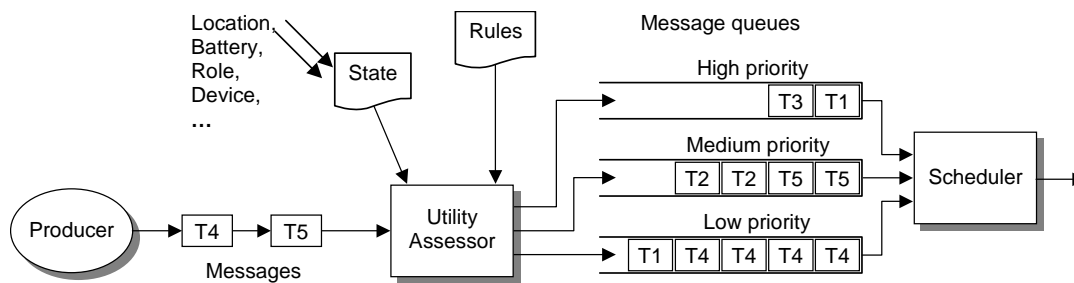 Location,
Battery,
Role,
Device,
...
State
Rules
Message queues
High priority
T3 T1
Medium priority
T2 T2 T5 T5
Low priority
T1 T4 T4 T4 T4
Scheduler
Producer
T4
T5
Messages
Utility
Assessor